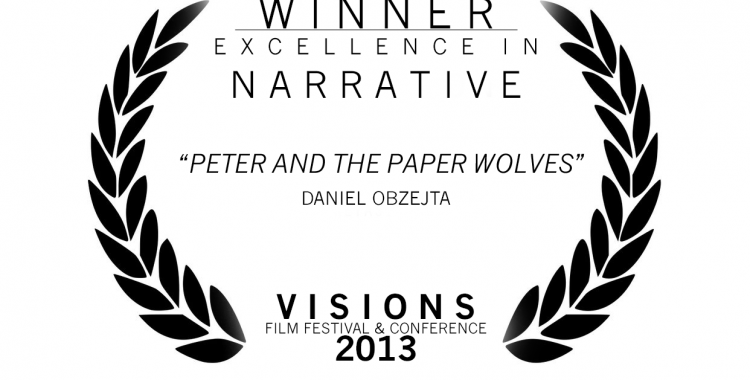 WINNER
EXCELLENCE IN
NARRATIVE
“PETER AND THE PAPER WOLVES”
DANIEL OBZEJTA
VISIONS
FILM FESTIVAL & CONFERENCE
2013